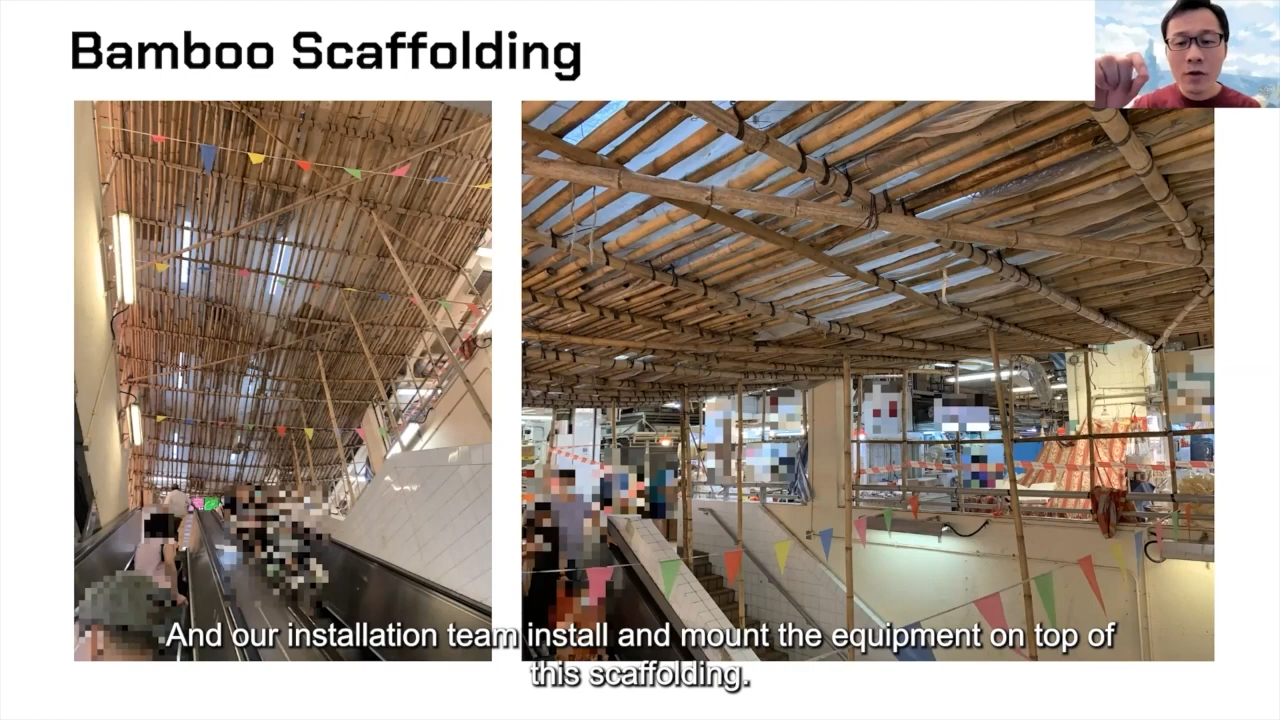 Bamboo Scaffolding
And our installation team install and mount the equipment on top of
this scaffolding.